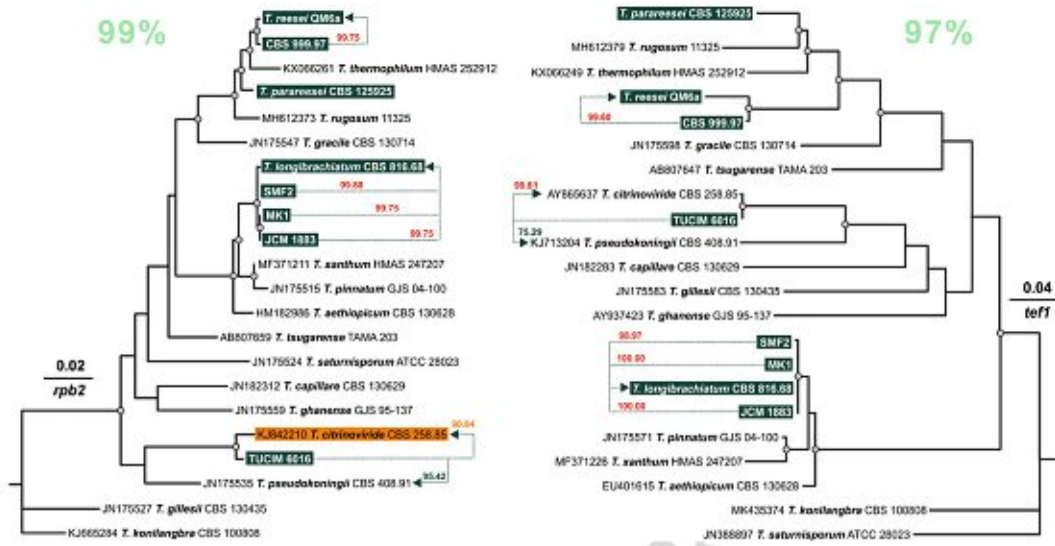 99%
T. reesei QM6a
CBS 999.97
99.75
KX066261 T. thermophilum HMAS 252912
T. parareesei CBS 125925
MH612373 T. rugosum 11325
JN175547 T. gracile CBS 130714
T. longibrachiatum CBS 816.68
SMF2
99.88
MK1
99.75
JCM 1883
99.75
MF371211 T. xanthum HMAS 247207
JN175515 T. pinnatum GJS 04-100
HM182986 T. aethiopicum CBS 130628
AB807659 T. tsugarense TAMA 203
JN175524 T. saturnisporum ATCC 28023
0.02
rpb2
JN182312 T. capillare CBS 130629
JN175559 T. ghanense GJS 95-137
KJ842210 T. citrinoviride CBS 258.85
TUCIM 6016
95.42
JN175535 T. pseudokoningii CBS 408.91
JN175527 T. gillesii CBS 130435
KJ665284 T. konilangbra CBS 100808
97%
T. parareesei CBS 125925
MH612379 T. rugosum 11325
KX066249 T. thermophilum HMAS 252912
T. reesei QM6a
99.60
CBS 999.97
JN175598 T. gracile CBS 130714
AB807647 T. tsugarense TAMA 203
99.81
AY865637 T. citrinoviride CBS 258.85
TUCIM 6016
75.29
KJ713204 T. pseudokoningii CBS 408.91
JN182283 T. capillare CBS 130629
JN175583 T. gillesii CBS 130435
AY937423 T. ghanense GJS 95-137
0.04
tef1
SMF2
MK1
100.00
T. longibrachiatum CBS 816.68
JCM 1883
100.00
JN175571 T. pinnatum GJS 04-100
MF371226 T. xanthum HMAS 247207
EU401615 T. aethiopicum CBS 130628
MK435374 T. konilangbra CBS 100808
JN388897 T. saturnisporum ATCC 28023